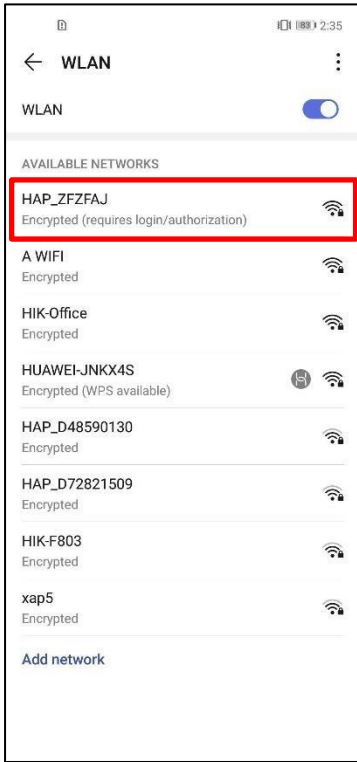 83 2:35
WLAN
WLAN
AVAILABLE NETWORKS
HAP_ZFZFAJ
Encrypted (requires login/authorization)
A WIFI
Encrypted
HIK-Office
Encrypted
HUAWEI-JNKX4S
Encrypted (WPS available)
HAP_D48590130
Encrypted
HAP_D72821509
Encrypted
HIK-F803
Encrypted
xap5
Encrypted
Add network